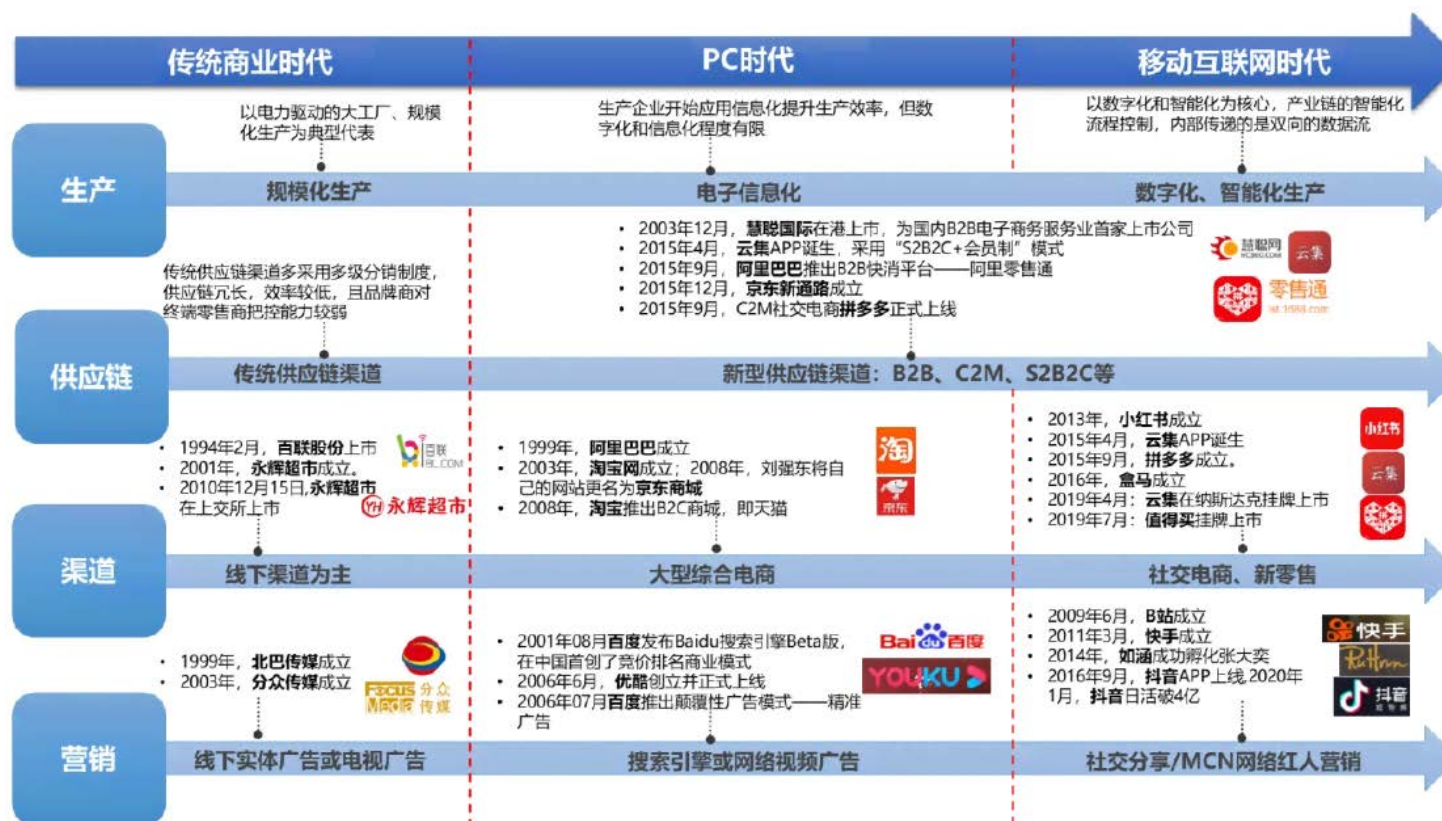 传统商业时代
PC时代
移动互联网时代
生产
以电力驱动的大工厂、规模
化生产为典型代表
生产企业开始应用信息化提升生产效率，但数
字化和信息化程度有限
以数字化和智能化为核心，产业链的智能化
流程控制，内部传递的是双向的数据流
规模化生产
电子信息化
数字化、智能化生产
供应链
传统供应链渠道多采用多级分销制度，
供应链冗长，效率较低，且品牌商对
终端零售商把控能力较弱
• 2003年12月，慧聪国际在港上市，为国内B2B电子商务服务业首家上市公司
• 2015年4月，云集APP诞生，采用“S2B2C+会员制”模式
• 2015年9月，阿里巴巴推出B2B快消平台——阿里零售通
• 2015年12月，京东新通路成立
• 2015年9月，C2M社交电商拼多多正式上线
慧聪网
云集
零售通
传统供应链渠道
新型供应链渠道：B2B、C2M、S2B2C等
渠道
• 1994年2月，百联股份上市
• 2001年，永辉超市成立。
• 2010年12月15日,永辉超市
在上交所上市
百联
BL.COM
YH 永辉超市
• 1999年，阿里巴巴成立
• 2003年，淘宝网成立；2008年，刘强东将自
己的网站更名为京东商城
• 2008年，淘宝推出B2C商城，即天猫
淘
京东
• 2013年，小红书成立
• 2015年4月，云集APP诞生
• 2015年9月，拼多多成立。
• 2016年，盒马成立
• 2019年4月：云集在纳斯达克挂牌上市
• 2019年7月：值得买挂牌上市
小红书
云集
线下渠道为主
大型综合电商
社交电商、新零售
营销
• 1999年，北巴传媒成立
• 2003年，分众传媒成立
Focus 分众
Media 传媒
• 2001年08月百度发布Baidu搜索引擎Beta版，
在中国首创了竞价排名商业模式
• 2006年6月，优酷创立并正式上线
• 2006年07月百度推出颠覆性广告模式——精准
广告
Bai du 百度
YOUKU
• 2009年6月，B站成立
• 2011年3月，快手成立
• 2014年，如涵成功孵化张大奕
• 2016年9月，抖音APP上线,2020年
1月，抖音日活破4亿
快手
RuHnn
抖音
线下实体广告或电视广告
搜索引擎或网络视频广告
社交分享/MCN网络红人营销